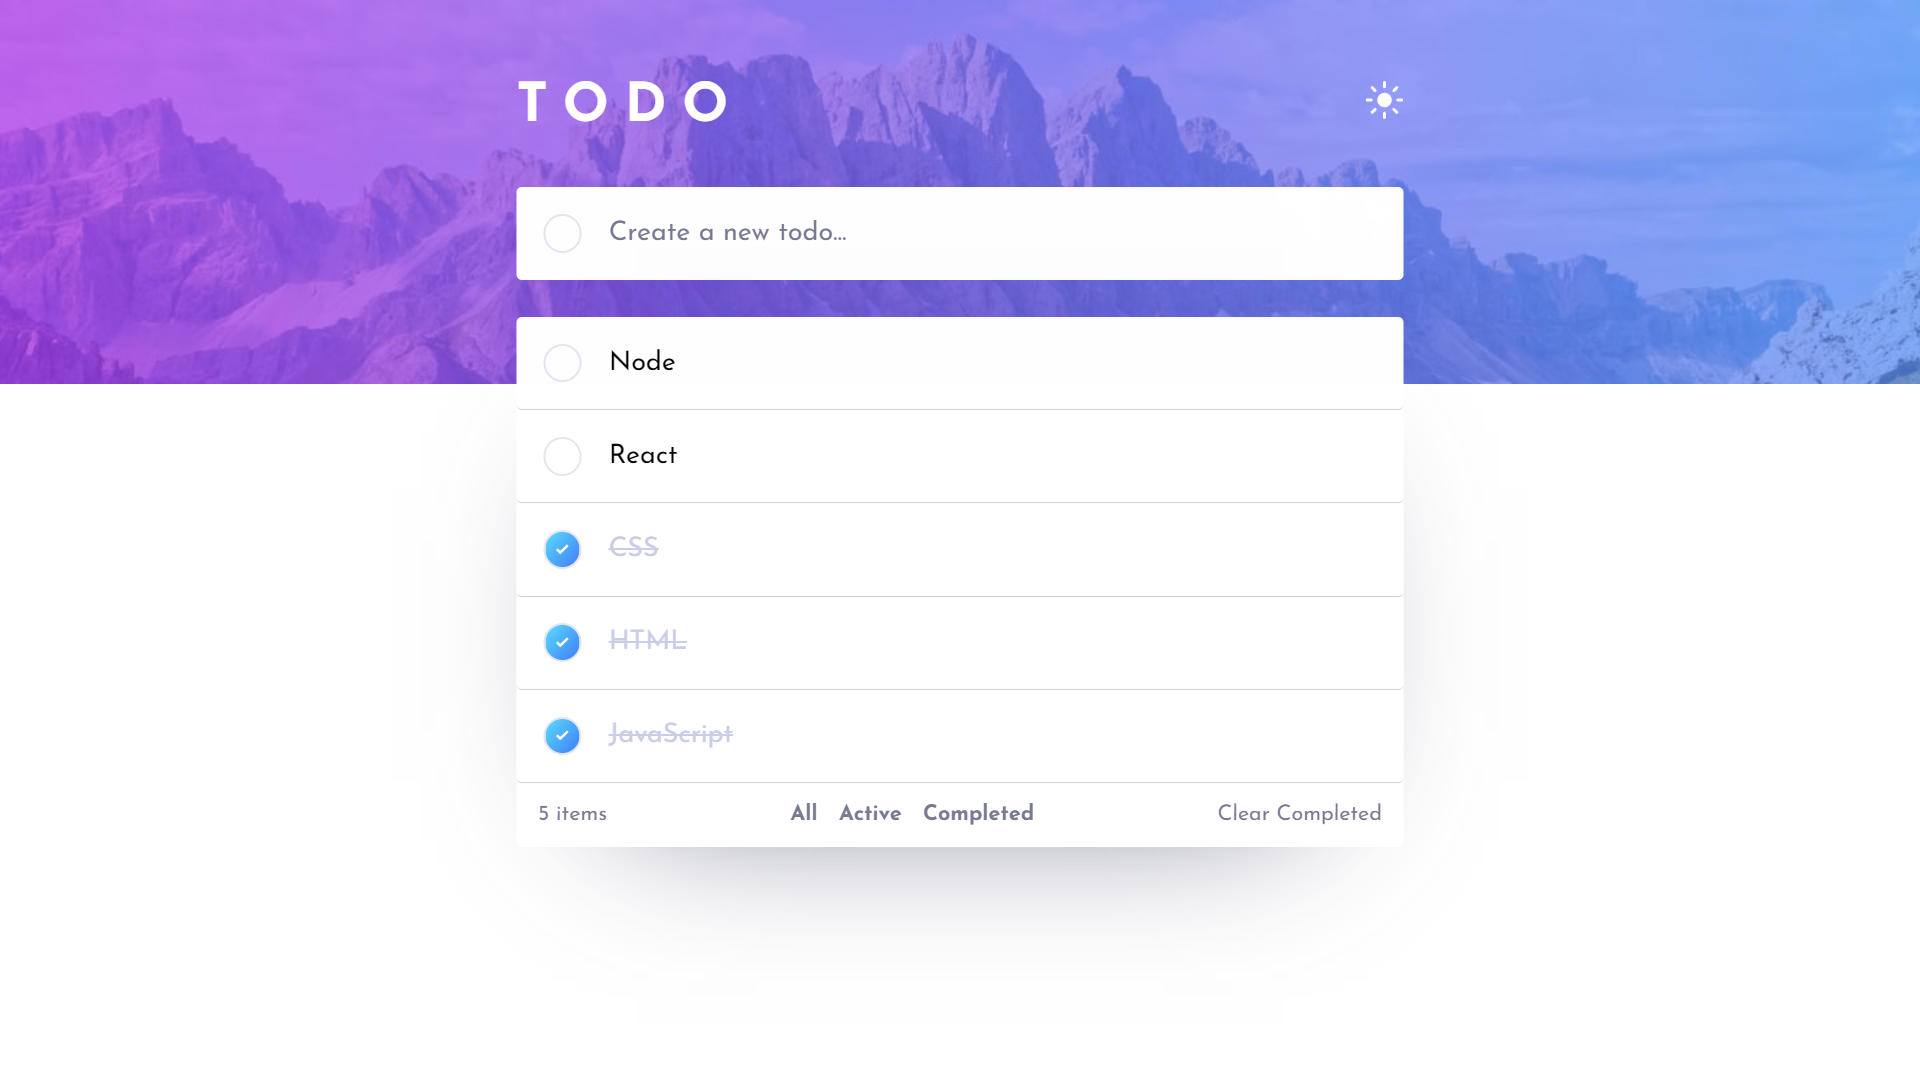 TODO
Create a new todo...
Node
React
CSS
HTML
JavaScript
5 items All Active Completed Clear Completed